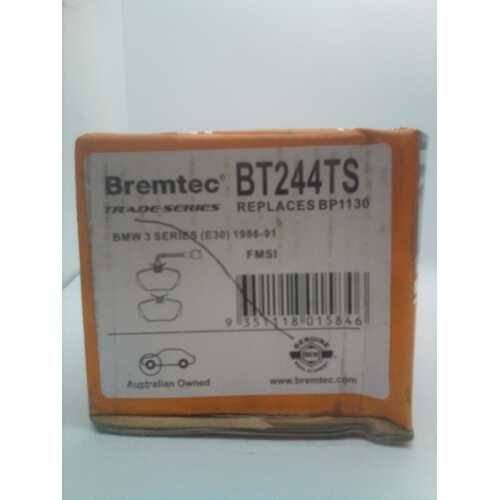 Bremtec® BT244TS
TRADE SERIES REPLACES BP1130
BMW 3 SERIES (E30) 1986-91
FMSI
9 351118 015846
GENUINE
Australian Owned
www.bremtec.com